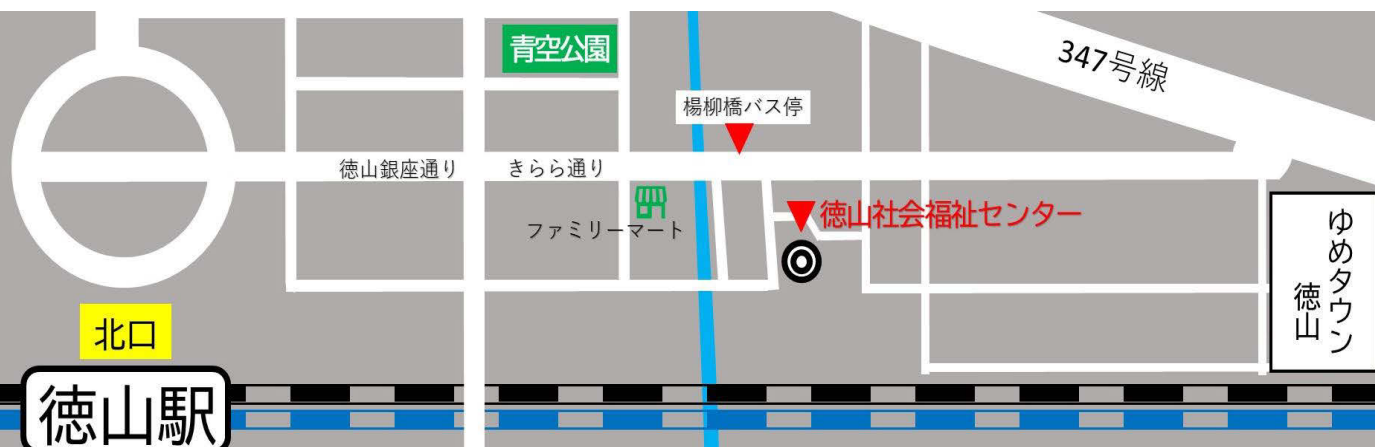 青空公園
347号線
楊柳橋バス停
徳山銀座通り
きらら通り
ファミリーマート
徳山社会福祉センター
ゆめタウン
徳山
北口
徳山駅